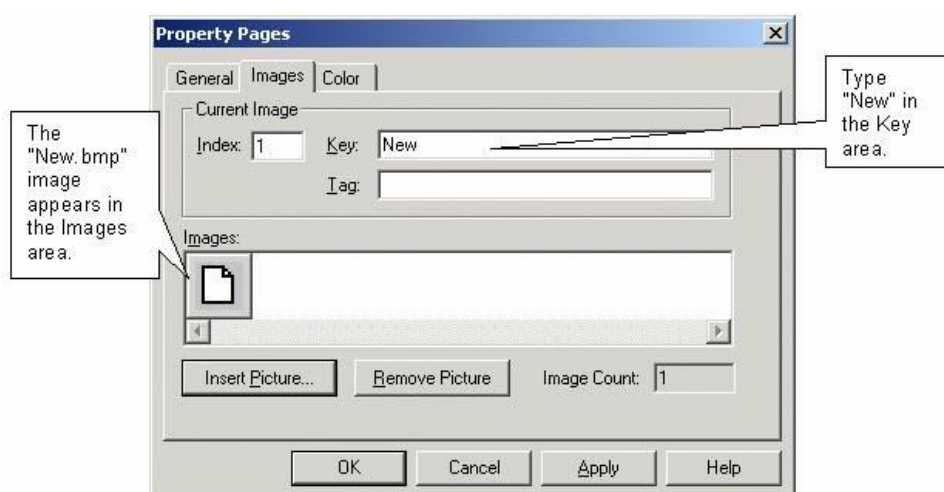 Property Pages
General Images Color
Current Image
Index: 1 Key: New
Tag:
Images:
Insert Picture... Remove Picture Image Count: 1
OK Cancel Apply Help
The
"New.bmp"
image
appears in
the Images
area.
Type
"New" in
the Key
area.